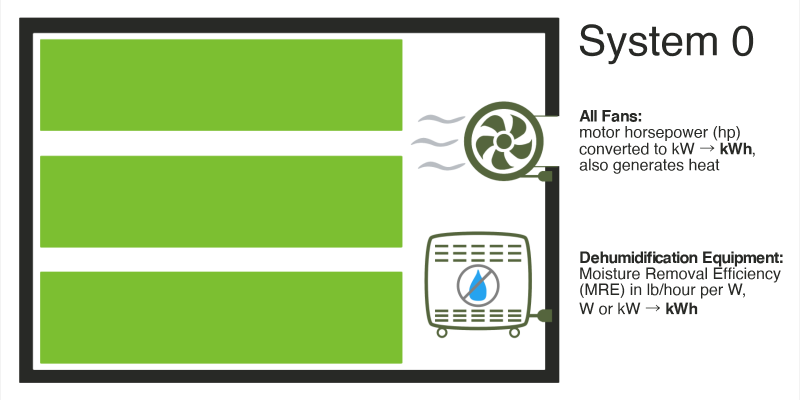 System 0
All Fans:
motor horsepower (hp)
converted to kW → kWh,
also generates heat
Dehumidification Equipment:
Moisture Removal Efficiency
(MRE) in lb/hour per W,
W or kW → kWh